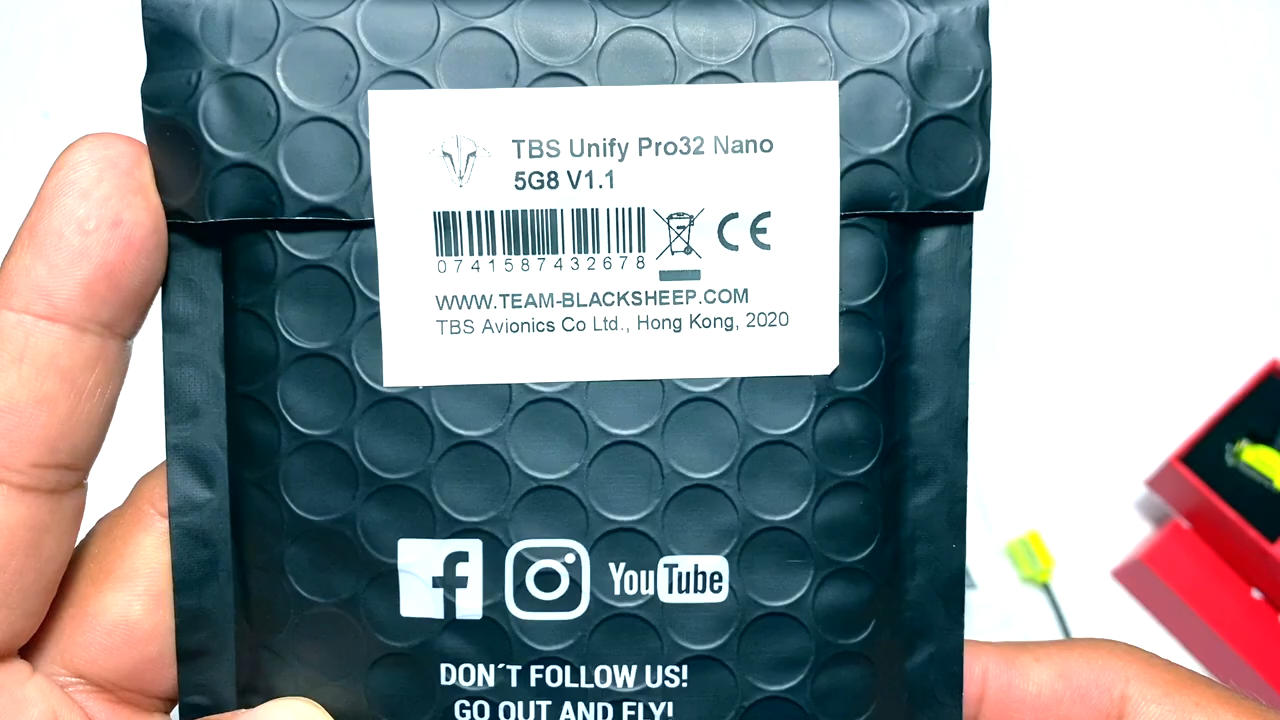 TBS Unify Pro32 Nano
5G8 V1.1
0741587432678
WWW.TEAM-BLACKSHEEP.COM
TBS Avionics Co Ltd., Hong Kong, 2020
YouTube
DON´T FOLLOW US!
GO OUT AND FLY!